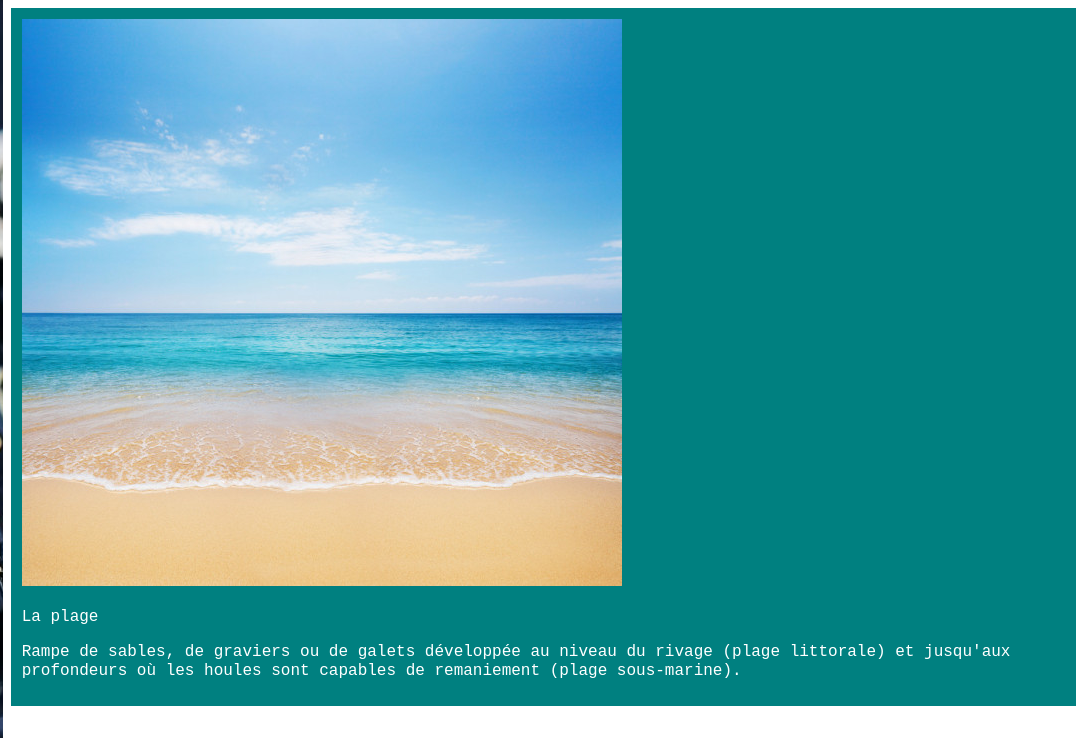 La plage
Rampe de sables, de graviers ou de galets développée au niveau du rivage (plage littorale) et jusqu'aux
profondeurs où les houles sont capables de remaniement (plage sous-marine).